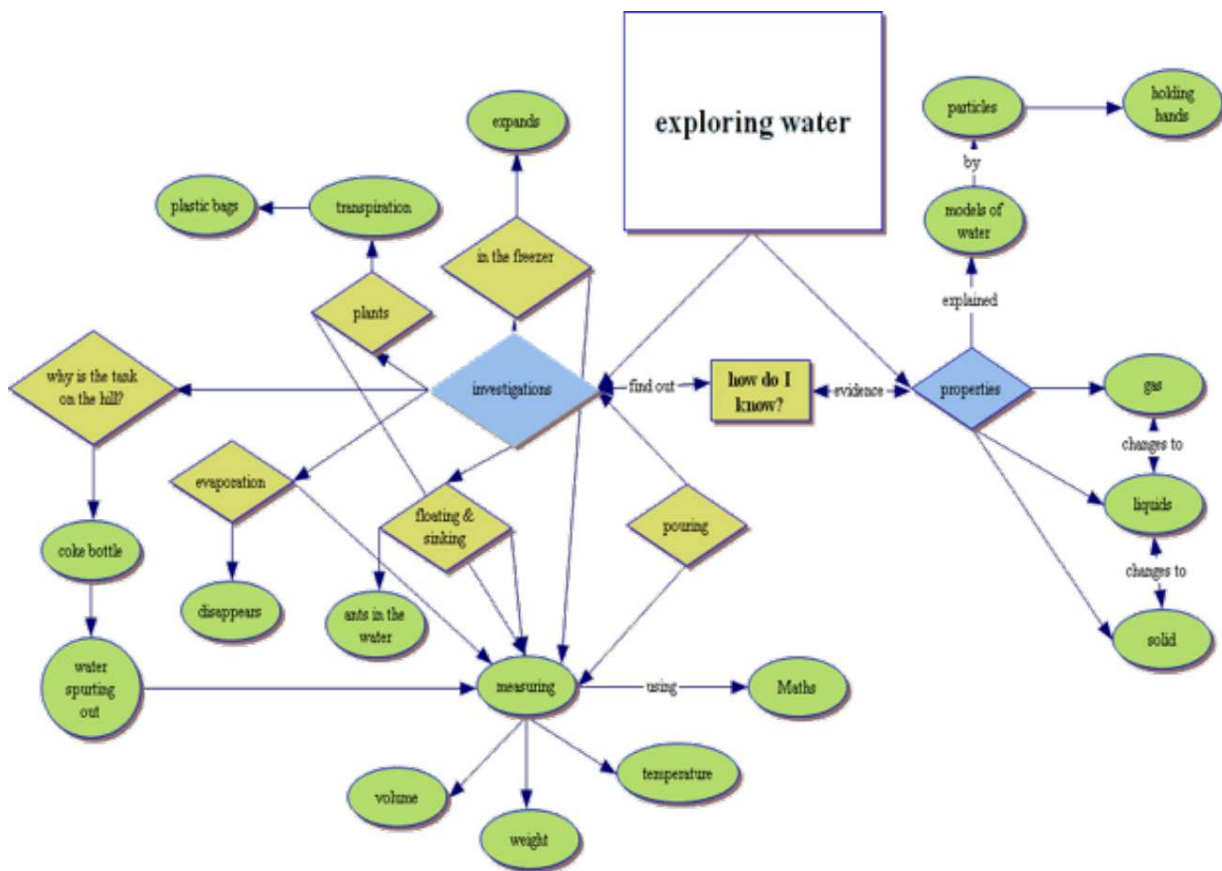 exploring water
expands
particles
holding
hands
by
plastic bags
transpiration
models of
water
in the freezer
explained
plants
why is the tank
on the hill?
investigations
find out
how do I
know?
evidence
properties
gas
changes to
evaporation
floating &
sinking
pouring
liquids
coke bottle
changes to
disappears
ants in the
water
solid
water
spurting
out
measuring
using
Maths
volume
temperature
weight